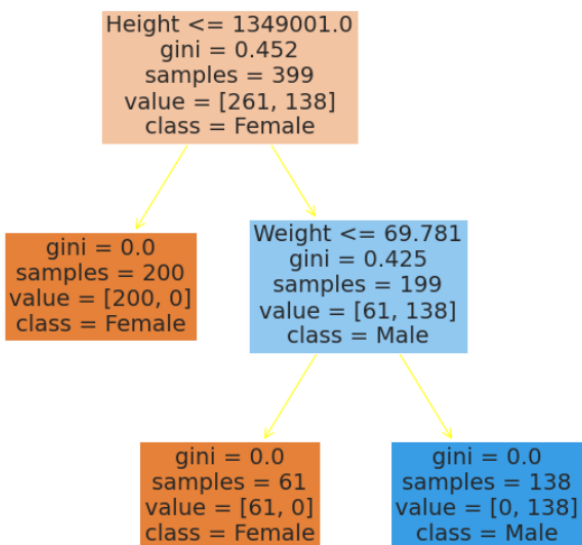 Height <= 1349001.0
gini = 0.452
samples = 399
value = [261, 138]
class = Female
gini = 0.0
samples = 200
value = [200, 0]
class = Female
Weight <= 69.781
gini = 0.425
samples = 199
value = [61, 138]
class = Male
gini = 0.0
samples = 61
value = [61, 0]
class = Female
gini = 0.0
samples = 138
value = [0, 138]
class = Male